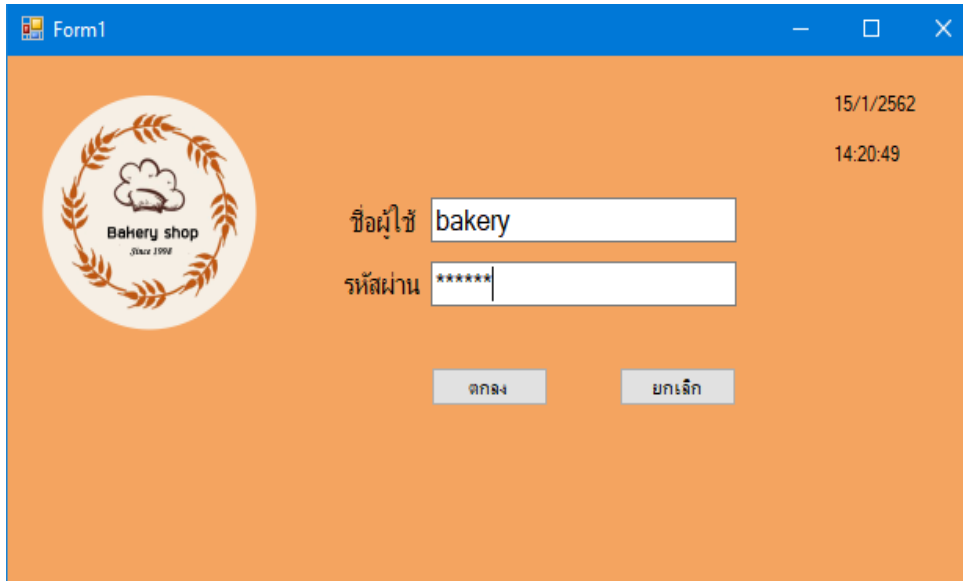 Form1
15/1/2562
14:20:49
Bakery shop
Since 1998
ชื่อผู้ใช้ bakery
รหัสผ่าน ******
ตกลง ยกเลิก